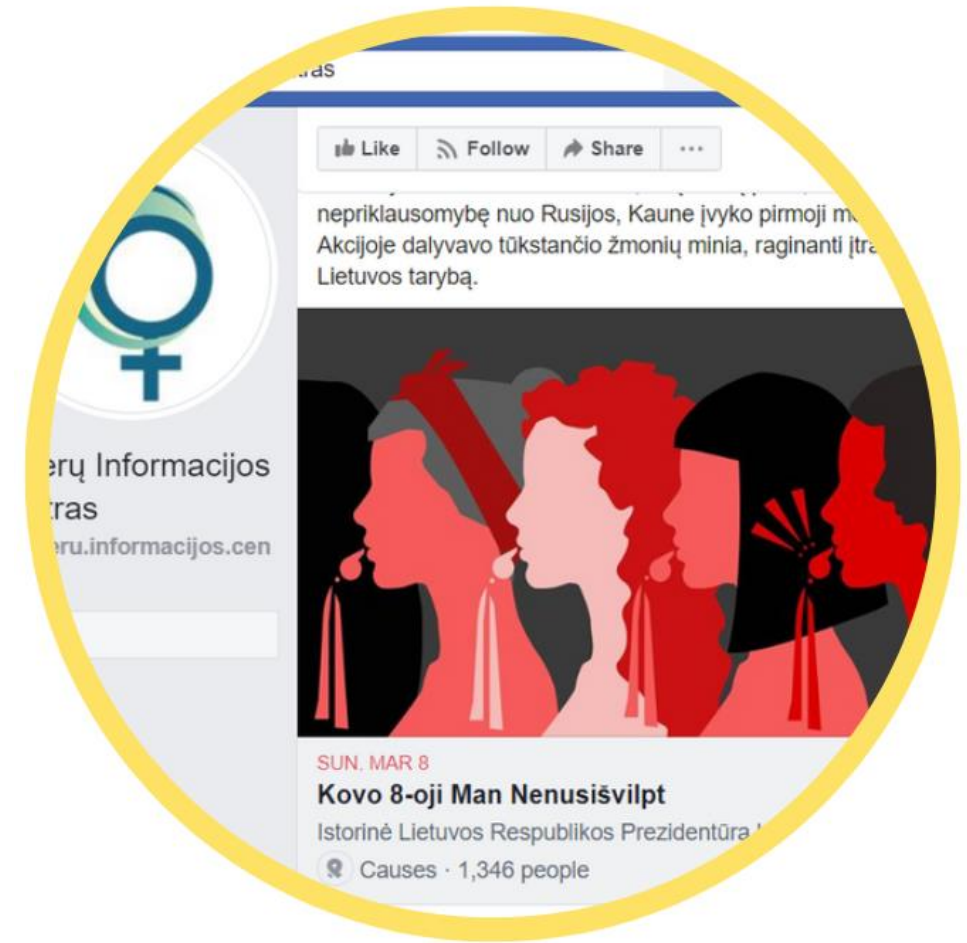 Like Follow Share ...
nepriklausomybę nuo Rusijos, Kaune įvyko pirmoji
Akcijoje dalyvavo tūkstančio žmonių minia, raginanti
Lietuvos tarybą.
erų Informacijos
tras
eru.informacijos.cen
SUN, MAR 8
Kovo 8-oji Man Nenusišvilpt
Istorinė Lietuvos Respublikos Prezidentūra
Causes · 1,346 people